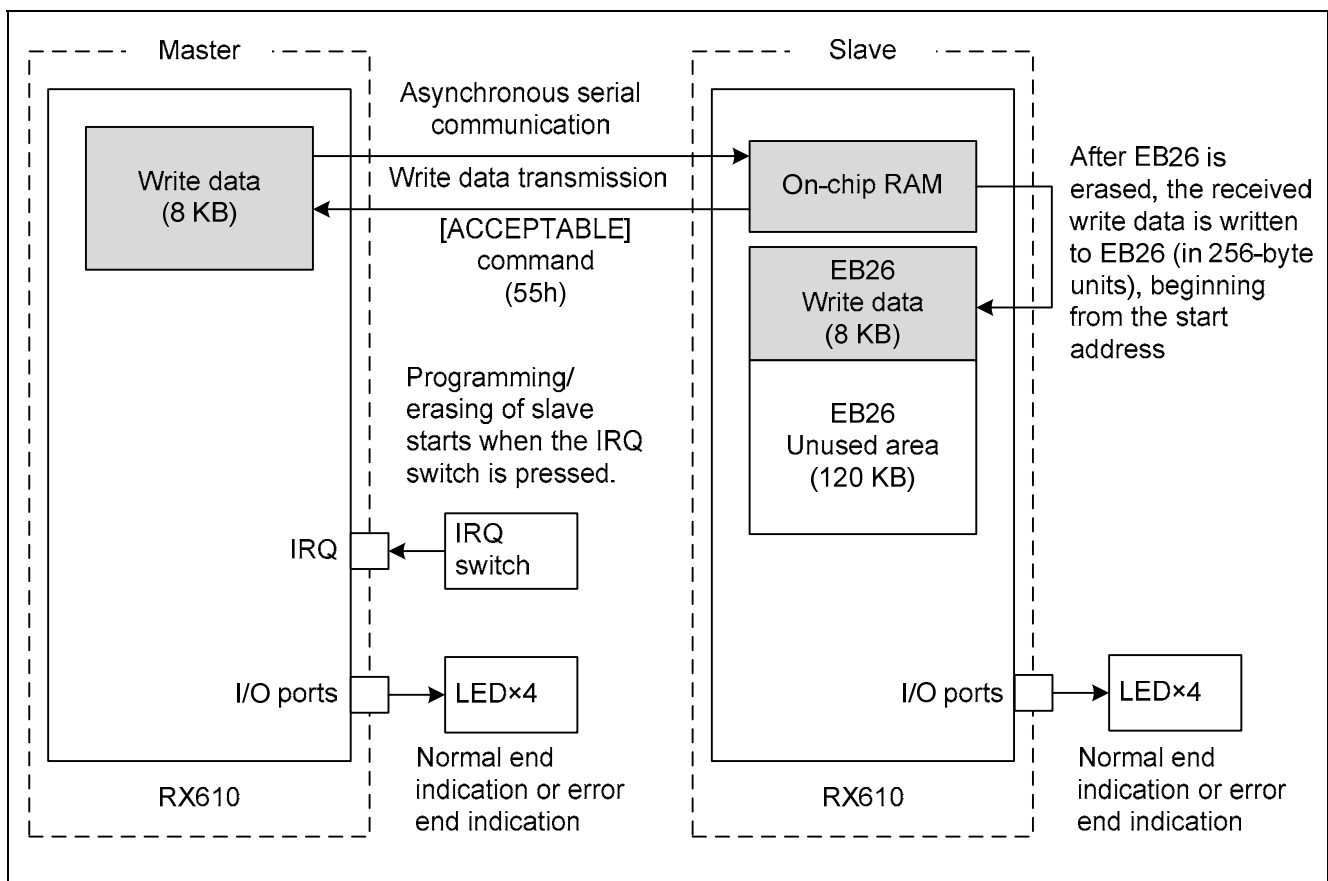 Master
Slave
Asynchronous serial
communication
Write data transmission
[ACCEPTABLE]
command
(55h)
Write data
(8 KB)
On-chip RAM
EB26
Write data
(8 KB)
EB26
Unused area
(120 KB)
After EB26 is
erased, the
received
write data is
written
to EB26 (in 256-byte
units), beginning
from the start
address
Programming/
erasing of slave
starts when the IRQ
switch is pressed.
IRQ
IRQ
switch
I/O ports
LED×4
I/O ports
LED×4
Normal end
indication or error
end indication
Normal end
indication or error
end indication
RX610
RX610